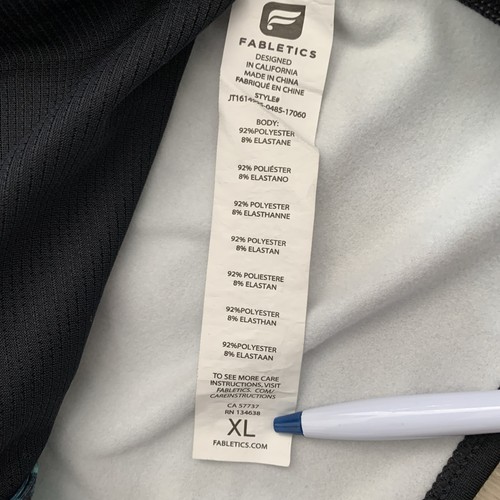 FABLETICS
DESIGNED
IN CALIFORNIA
MADE IN CHINA
FABRIQUÉ EN CHINE
STYLE#
BODY:
92%POLYESTER
8% ELASTANE
92% POLIÉSTER
8% ELASTANO
92% POLYESTER
8% ELASTHANNE
92% POLYESTER
8% ELASTAN
92% POLIESTERE
8% ELASTAN
92%POLYESTER
8% ELASTHAN
92%POLYESTER
8% ELASTAAN
TO SEE MORE CARE
INSTRUCTIONS, VISIT
FABLETICS. COM/
CAREINSTRUCTIONS
CA 57737
RN 134638
XL
FABLETICS.COM